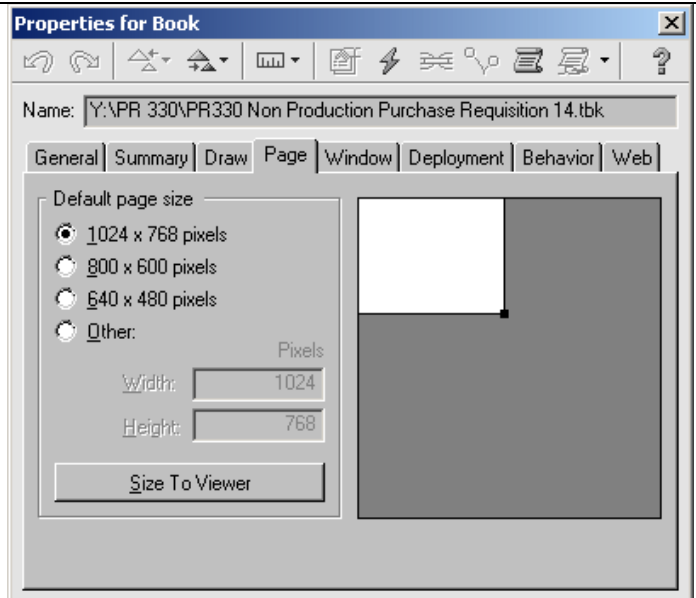 Properties for Book
Name: Y:\PR 330\PR330 Non Production Purchase Requisition 14.tbk
General Summary Draw Page Window Deployment Behavior Web
Default page size
1024 x 768 pixels
800 x 600 pixels
640 x 480 pixels
Other:
Pixels
Width: 1024
Height: 768
Size To Viewer